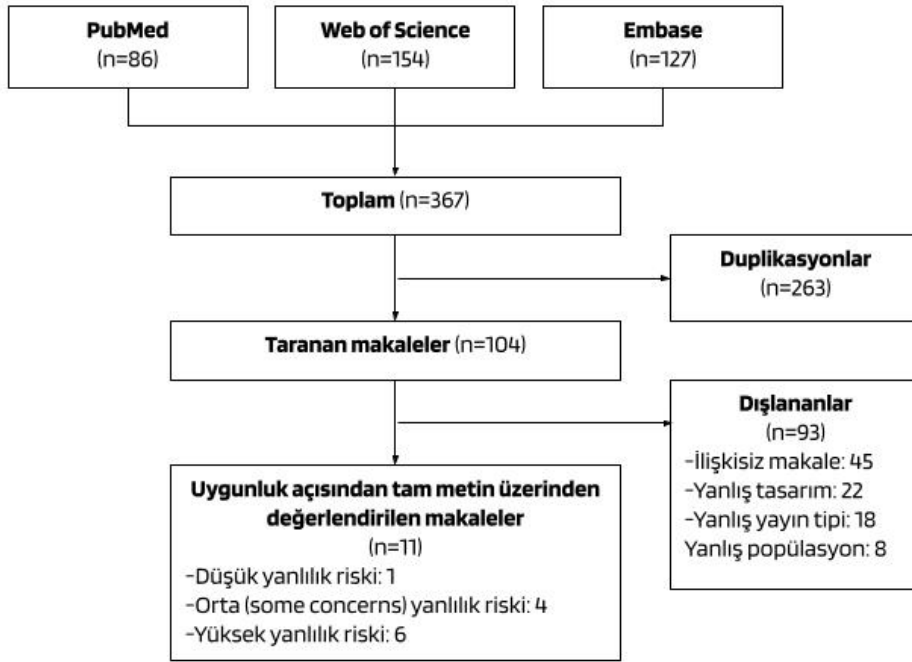 PubMed
(n=86)
Web of Science
(n=154)
Embase
(n=127)
Toplam (n=367)
Duplikasyonlar
(n=263)
Taranan makaleler (n=104)
Dışlananlar
(n=93)
-İlişkisiz makale: 45
-Yanlış tasarım: 22
-Yanlış yayın tipi: 18
Yanlış popülasyon: 8
Uygunluk açısından tam metin üzerinden
değerlendirilen makaleler
(n=11)
-Düşük yanlılık riski: 1
-Orta (some concerns) yanlılık riski: 4
-Yüksek yanlılık riski: 6